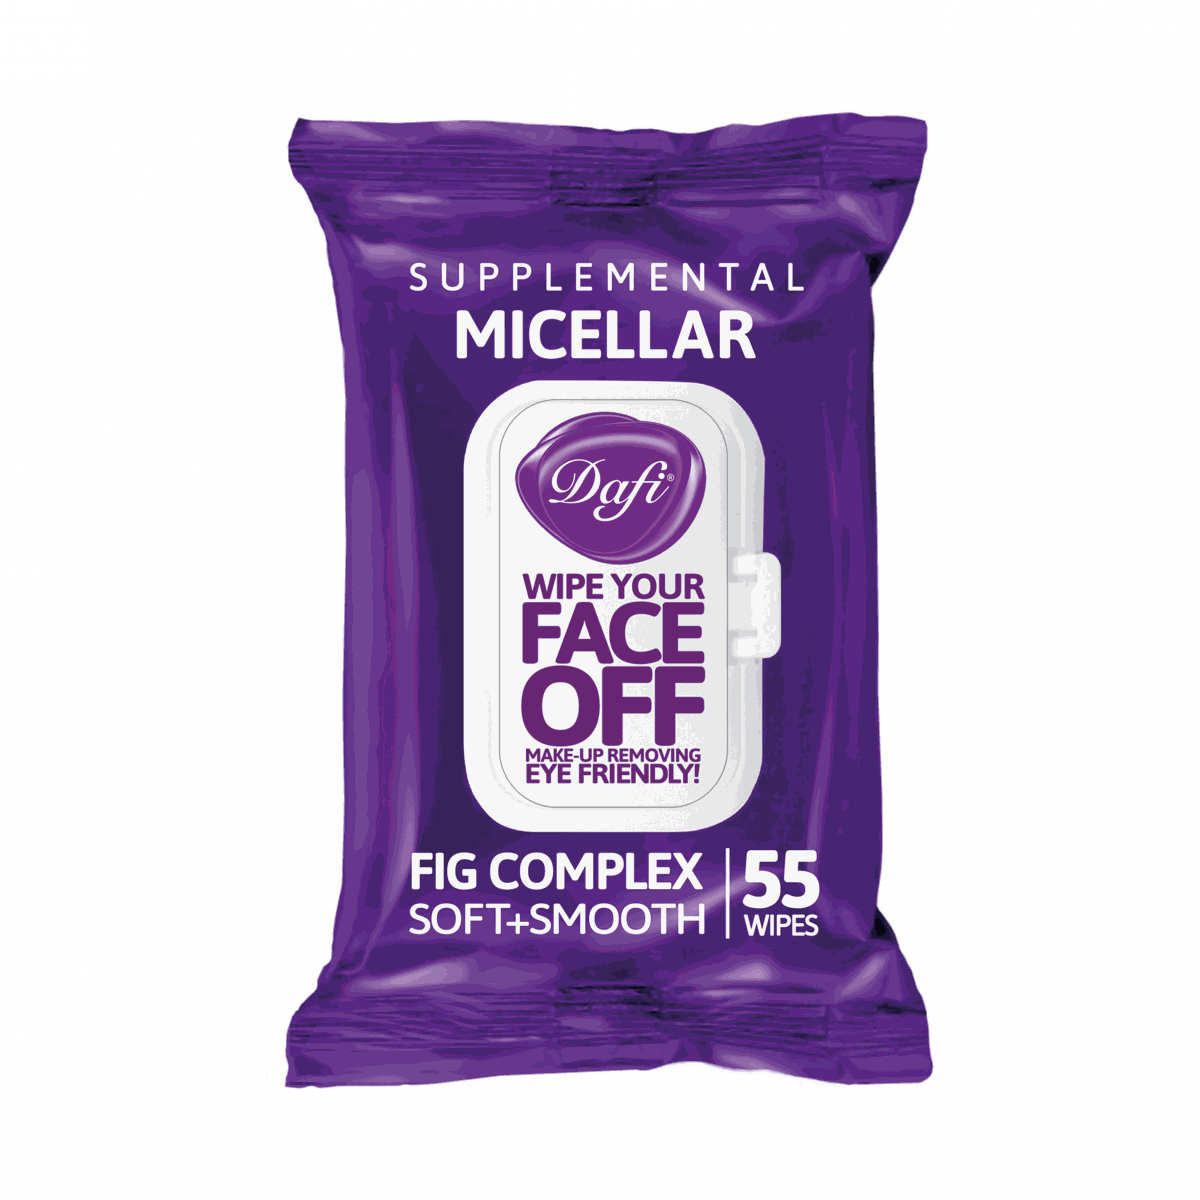 SUPPLEMENTAL
MICELLAR
Dafi®
WIPE YOUR
FACE
OFF
MAKE-UP REMOVING
EYE FRIENDLY!
FIG COMPLEX
SOFT+SMOOTH
55
WIPES